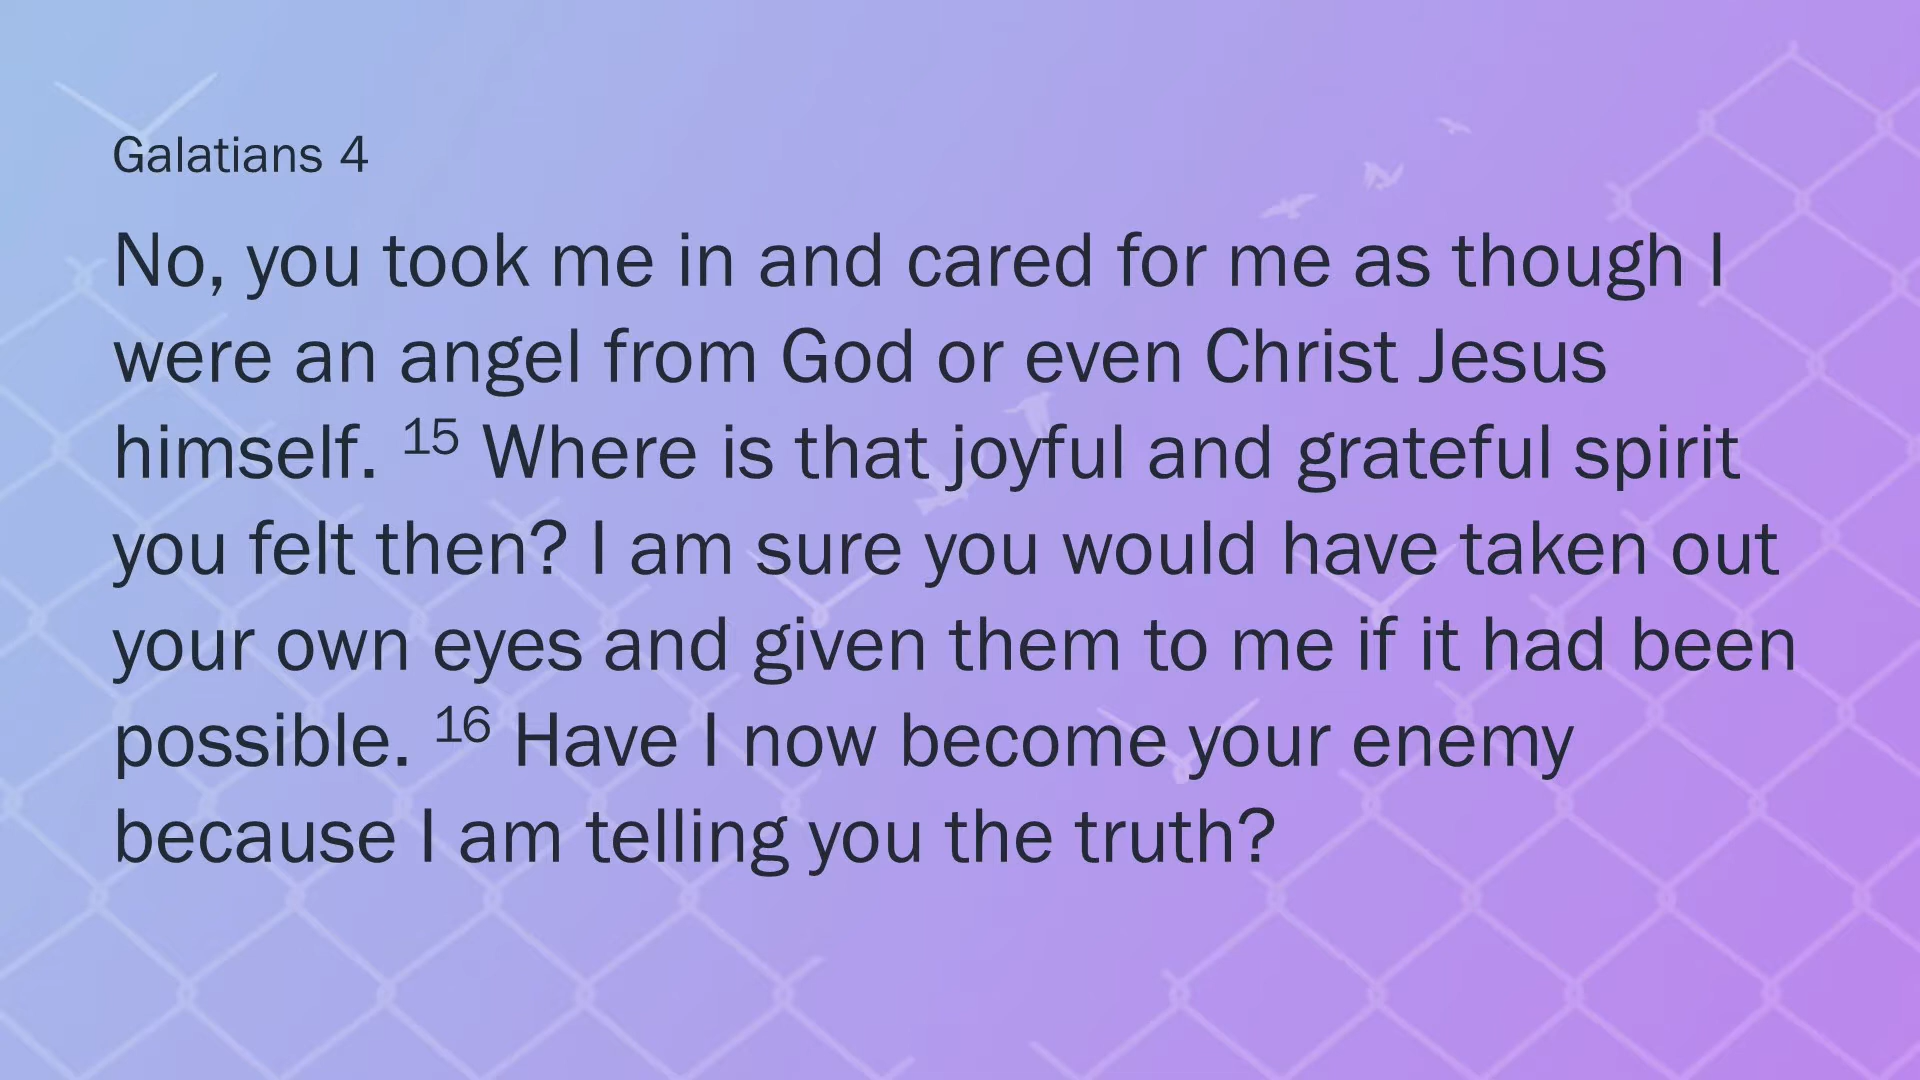 Galatians 4
No, you took me in and cared for me as though I
were an angel from God or even Christ Jesus
himself. 15 Where is that joyful and grateful spirit
you felt then? I am sure you would have taken out
your own eyes and given them to me if it had been
possible. 16 Have I now become your enemy
because I am telling you the truth?